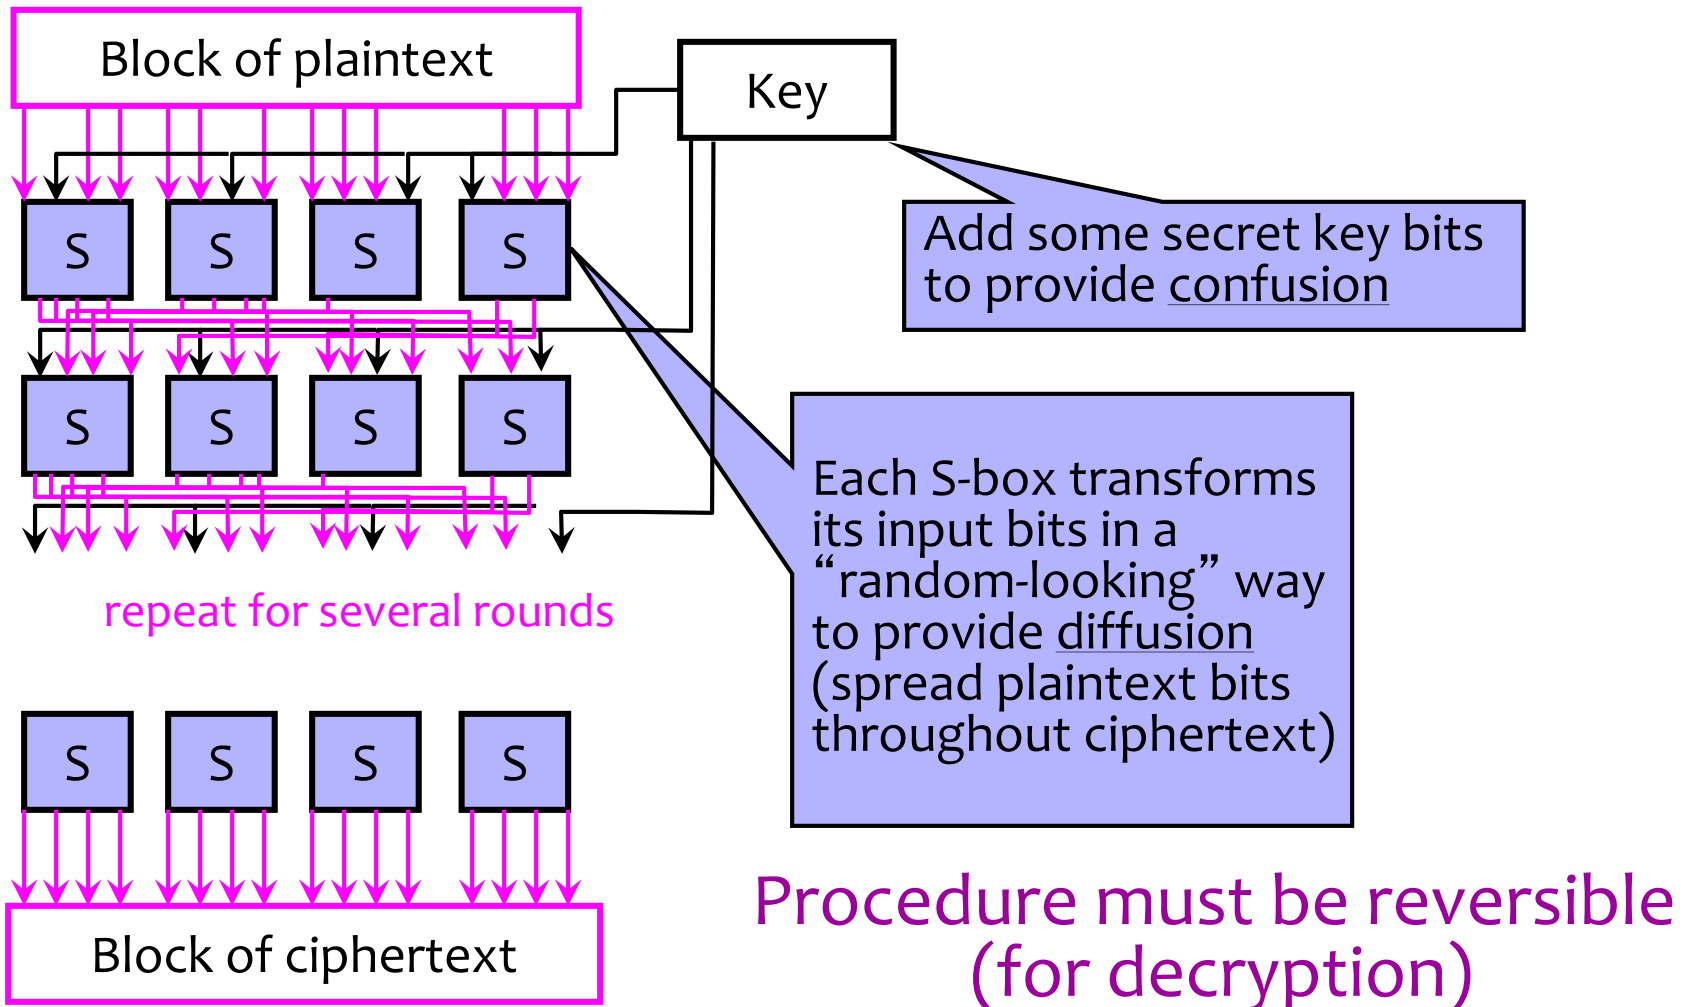 Block of plaintext
Key
S S S S
Add some secret key bits
to provide confusion
S S S S
Each S-box transforms
its input bits in a
“random-looking” way
to provide diffusion
(spread plaintext bits
throughout ciphertext)
repeat for several rounds
S S S S
Block of ciphertext
Procedure must be reversible
(for decryption)